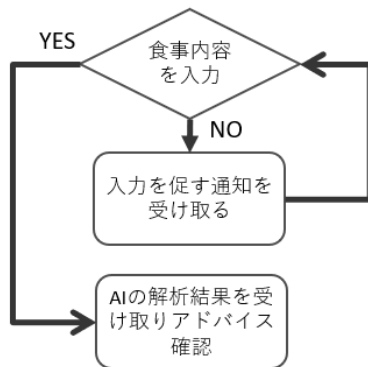 YES
食事内容
を入力
NO
入力を促す通知を
受け取る
AIの解析結果を受
け取りアドバイス
確認